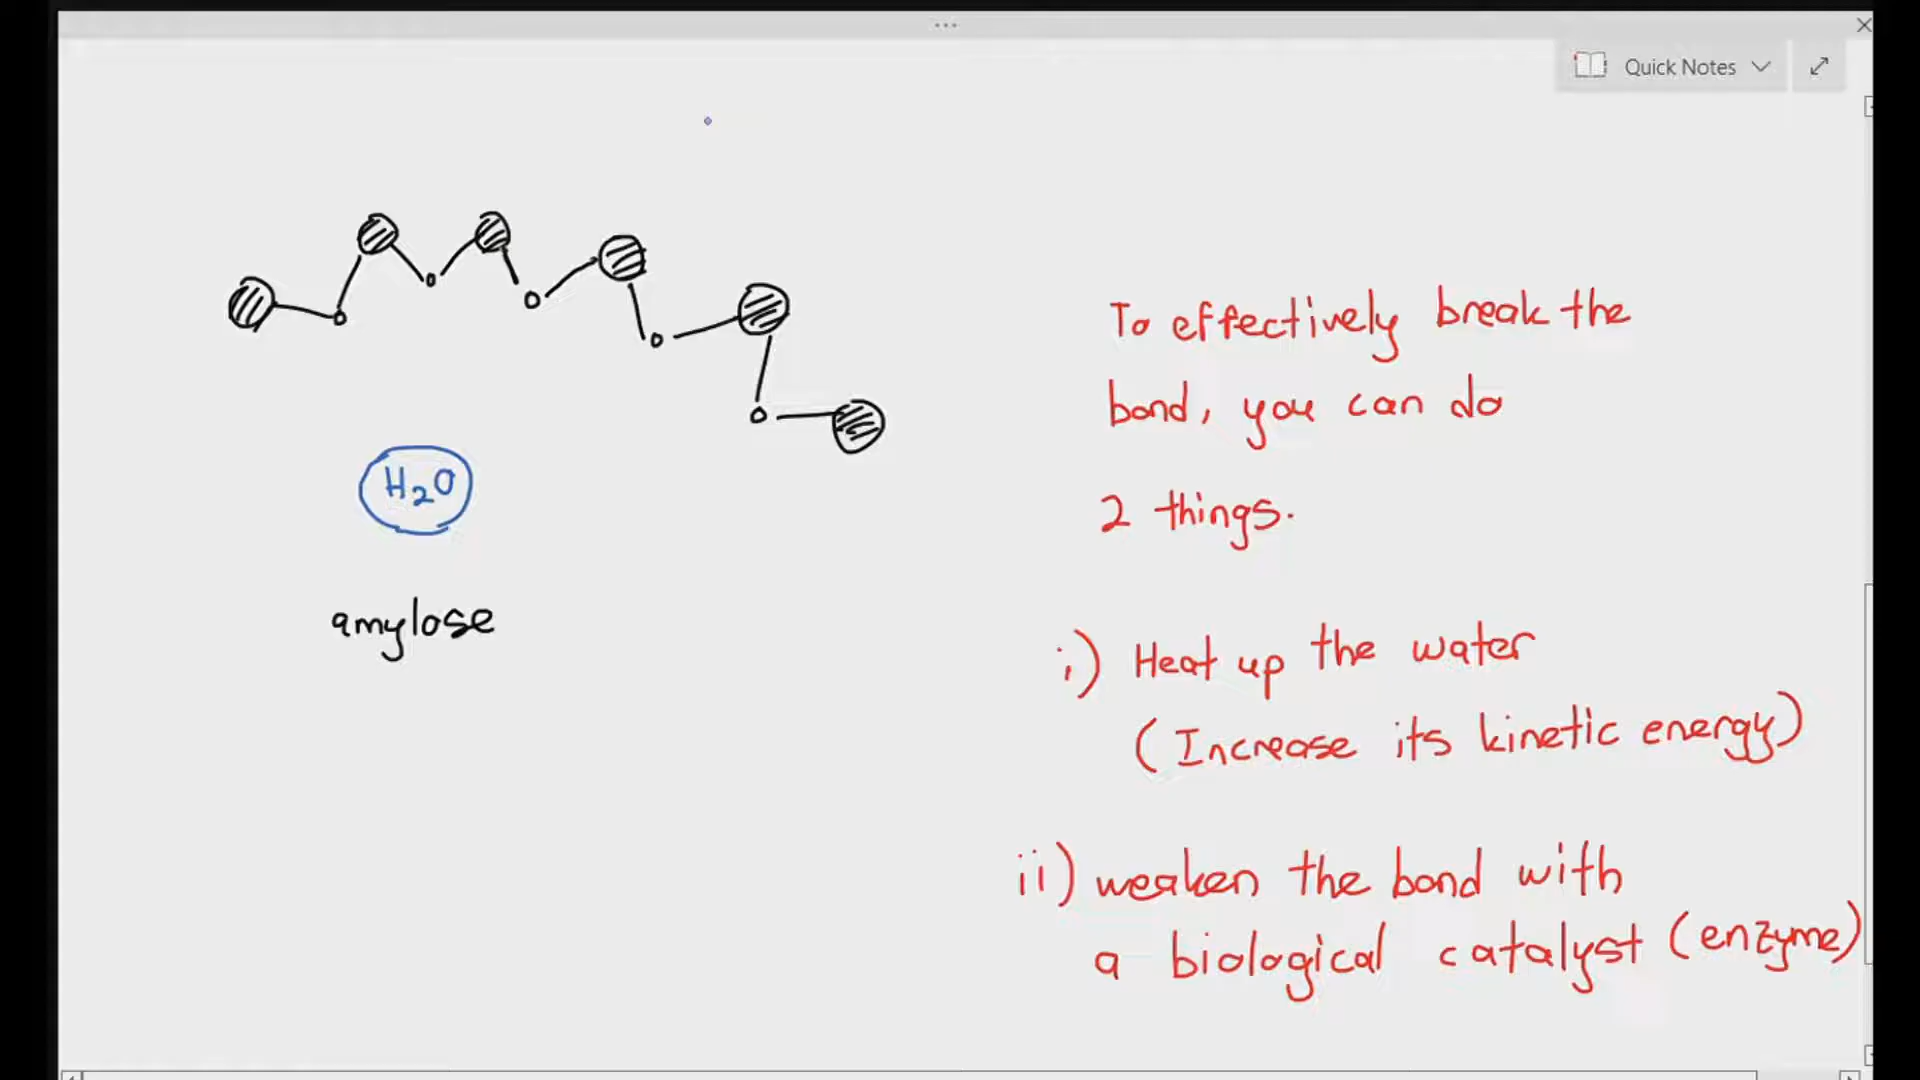 Quick Notes
H₂O
amylose
To effectively break the
bond, you can do
2 things.
i) Heat up the water
(Increase its kinetic energy)
ii) weaken the bond with
a biological catalyst (enzyme)